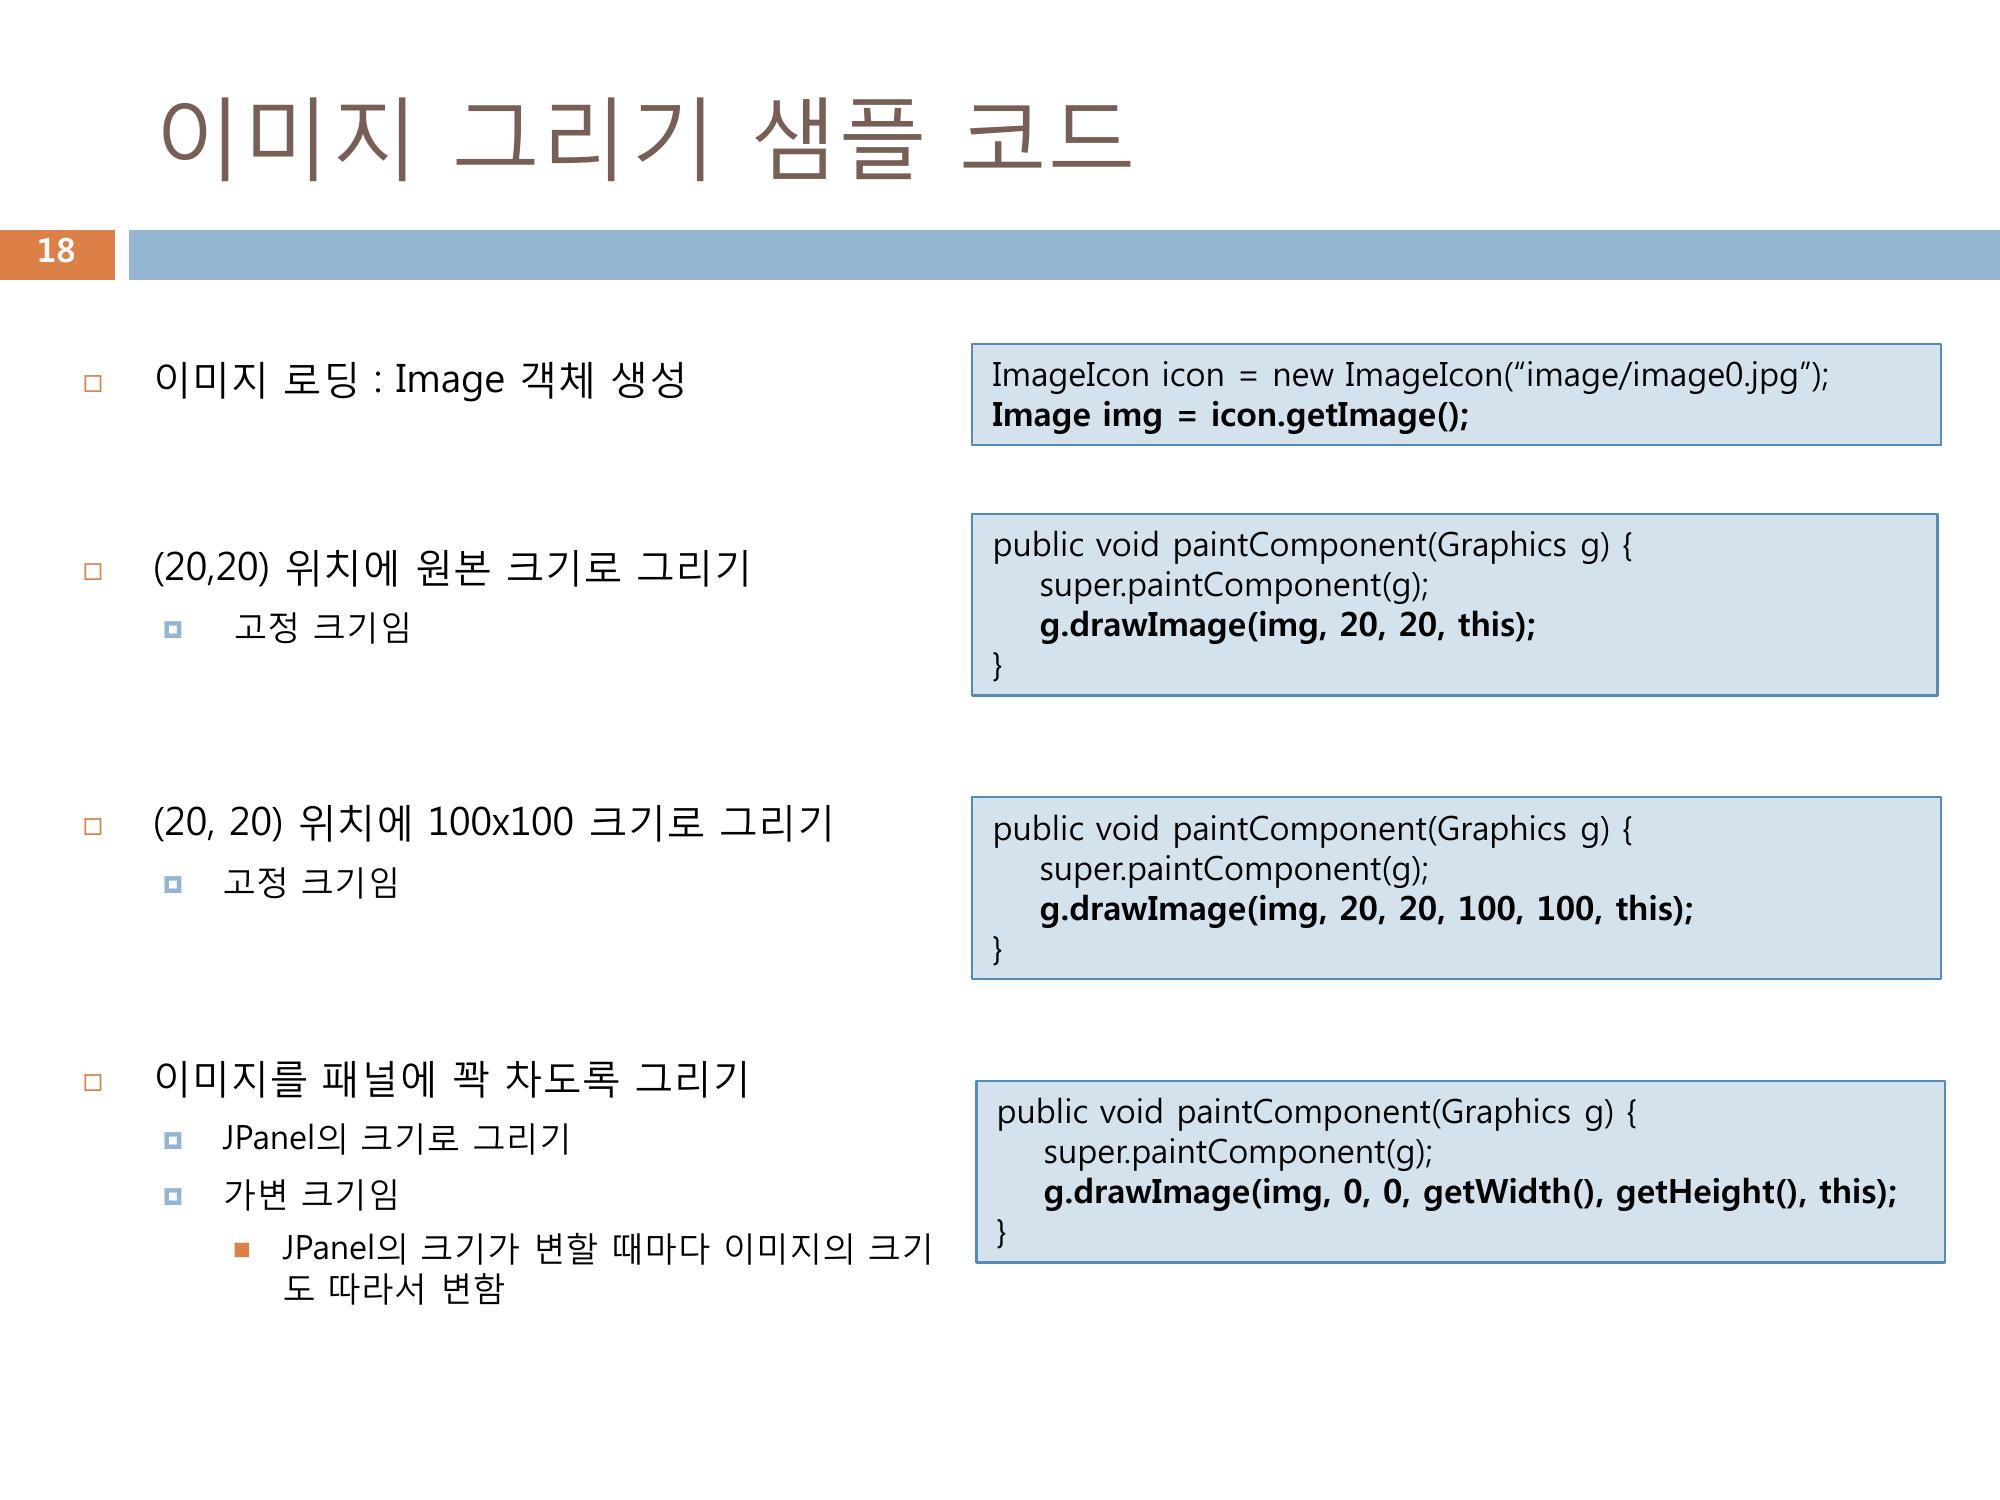 이미지 그리기 샘플 코드
18
이미지 로딩 : Image 객체 생성
ImageIcon icon = new ImageIcon(“image/image0.jpg”);
Image img = icon.getImage();
(20,20) 위치에 원본 크기로 그리기
고정 크기임
public void paintComponent(Graphics g) {
super.paintComponent(g);
g.drawImage(img, 20, 20, this);
}
(20, 20) 위치에 100x100 크기로 그리기
고정 크기임
public void paintComponent(Graphics g) {
super.paintComponent(g);
g.drawImage(img, 20, 20, 100, 100, this);
}
이미지를 패널에 꽉 차도록 그리기
JPanel의 크기로 그리기
가변 크기임
JPanel의 크기가 변할 때마다 이미지의 크기
도 따라서 변함
public void paintComponent(Graphics g) {
super.paintComponent(g);
g.drawImage(img, 0, 0, getWidth(), getHeight(), this);
}